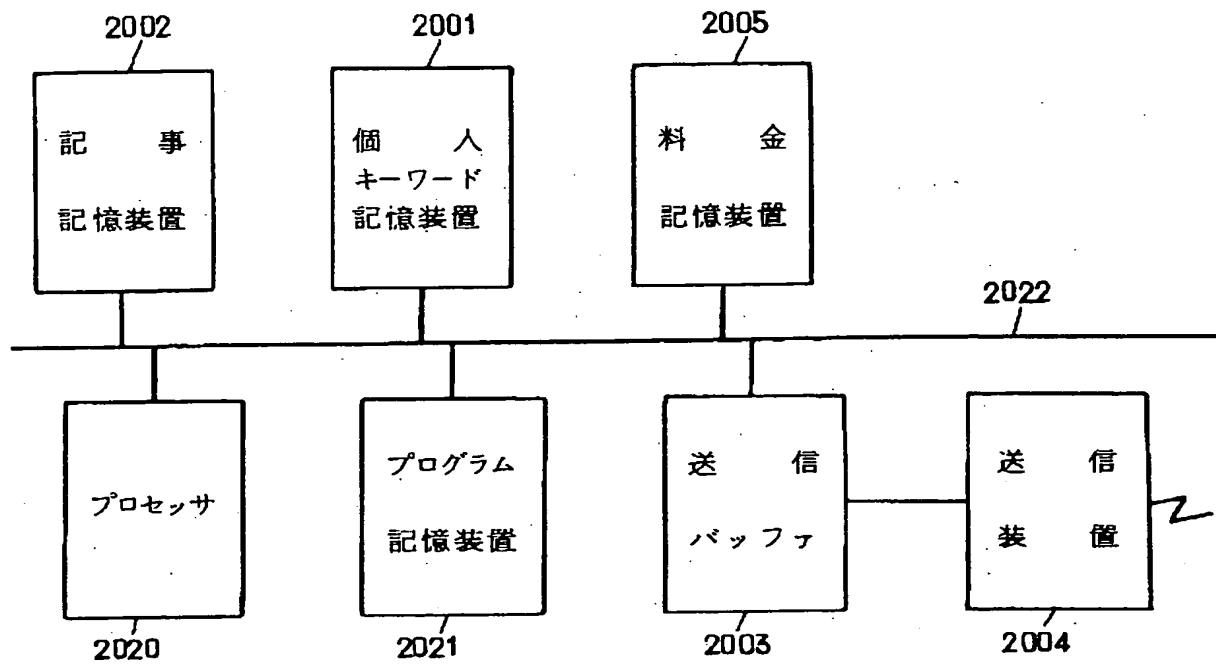 2002
2001
2005
記事
記憶装置
個人
キーワード
記憶装置
料金
記憶装置
2022
プロセッサ
プログラム
記憶装置
送信
バッファ
送信
装置
2020
2021
2003
2004